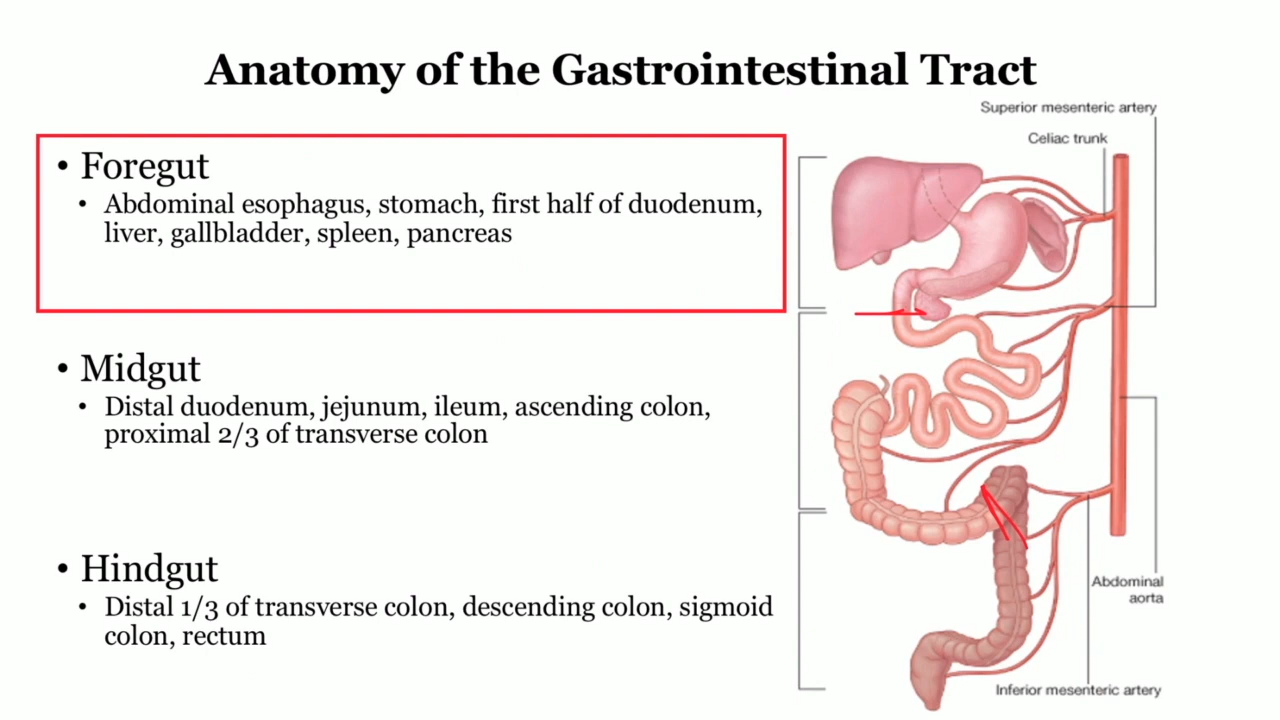 Anatomy of the Gastrointestinal Tract
• Foregut
• Abdominal esophagus, stomach, first half of duodenum,
liver, gallbladder, spleen, pancreas
• Midgut
• Distal duodenum, jejunum, ileum, ascending colon,
proximal 2/3 of transverse colon
• Hindgut
• Distal 1/3 of transverse colon, descending colon, sigmoid
colon, rectum
Superior mesenteric artery
Celiac trunk
Abdominal
aorta
Inferior mesenteric artery